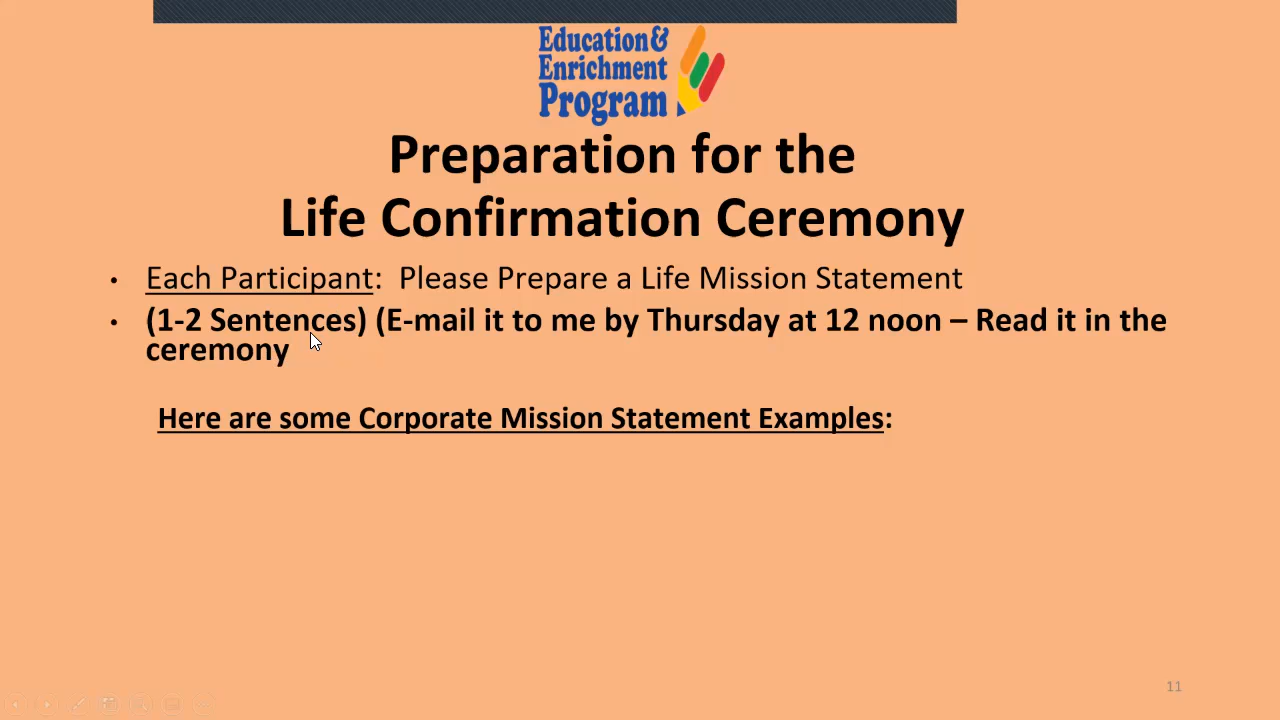 Education&
Enrichment
Program
Preparation for the
Life Confirmation Ceremony
• Each Participant:  Please Prepare a Life Mission Statement
• (1-2 Sentences) (E-mail it to me by Thursday at 12 noon – Read it in the
ceremony
Here are some Corporate Mission Statement Examples:
11